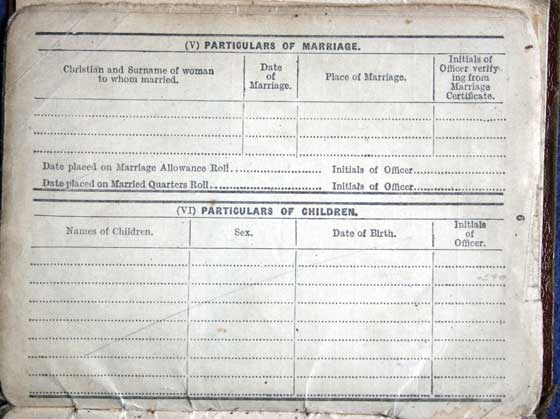 (V) PARTICULARS OF MARRIAGE.
Christian and Surname of woman
to whom married.
Date
of
Marriage.
Place of Marriage.
Initials of
Officer verify-
ing from
Marriage
Certificate.
Date placed on Marriage Allowance Roll.......................... Initials of Officer..........................
Date placed on Married Quarters Roll.......................... Initials of Officer..........................
(VI) PARTICULARS OF CHILDREN.
Names of Children.
Sex.
Date of Birth.
Initials
of
Officer.